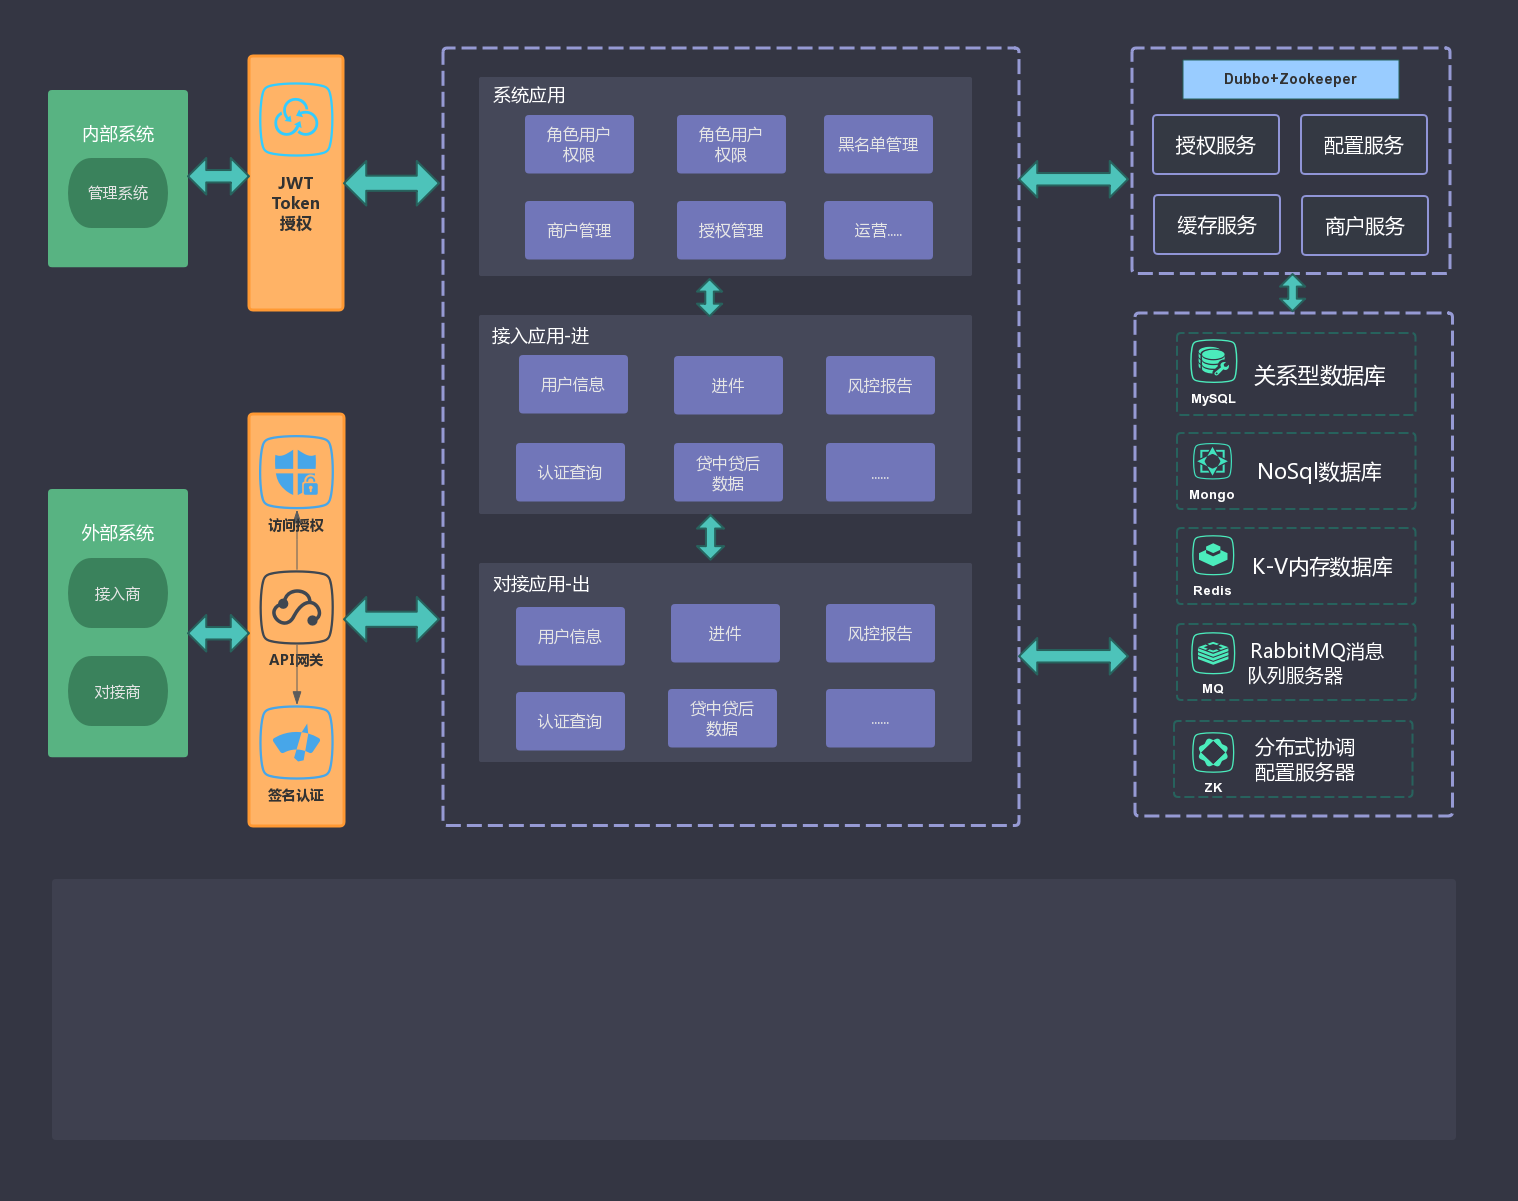 内部系统
管理系统
JWT
Token
授权
外部系统
接入商
对接商
访问授权
API网关
签名认证
系统应用
角色用户
权限
角色用户
权限
黑名单管理
商户管理
授权管理
运营.....
接入应用-进
用户信息
进件
风控报告
认证查询
贷中贷后
数据
......
对接应用-出
用户信息
进件
风控报告
认证查询
贷中贷后
数据
......
Dubbo+Zookeeper
授权服务
配置服务
缓存服务
商户服务
MySQL
关系型数据库
Mongo
NoSql数据库
Redis
K-V内存数据库
MQ
RabbitMQ消息
队列服务器
ZK
分布式协调
配置服务器